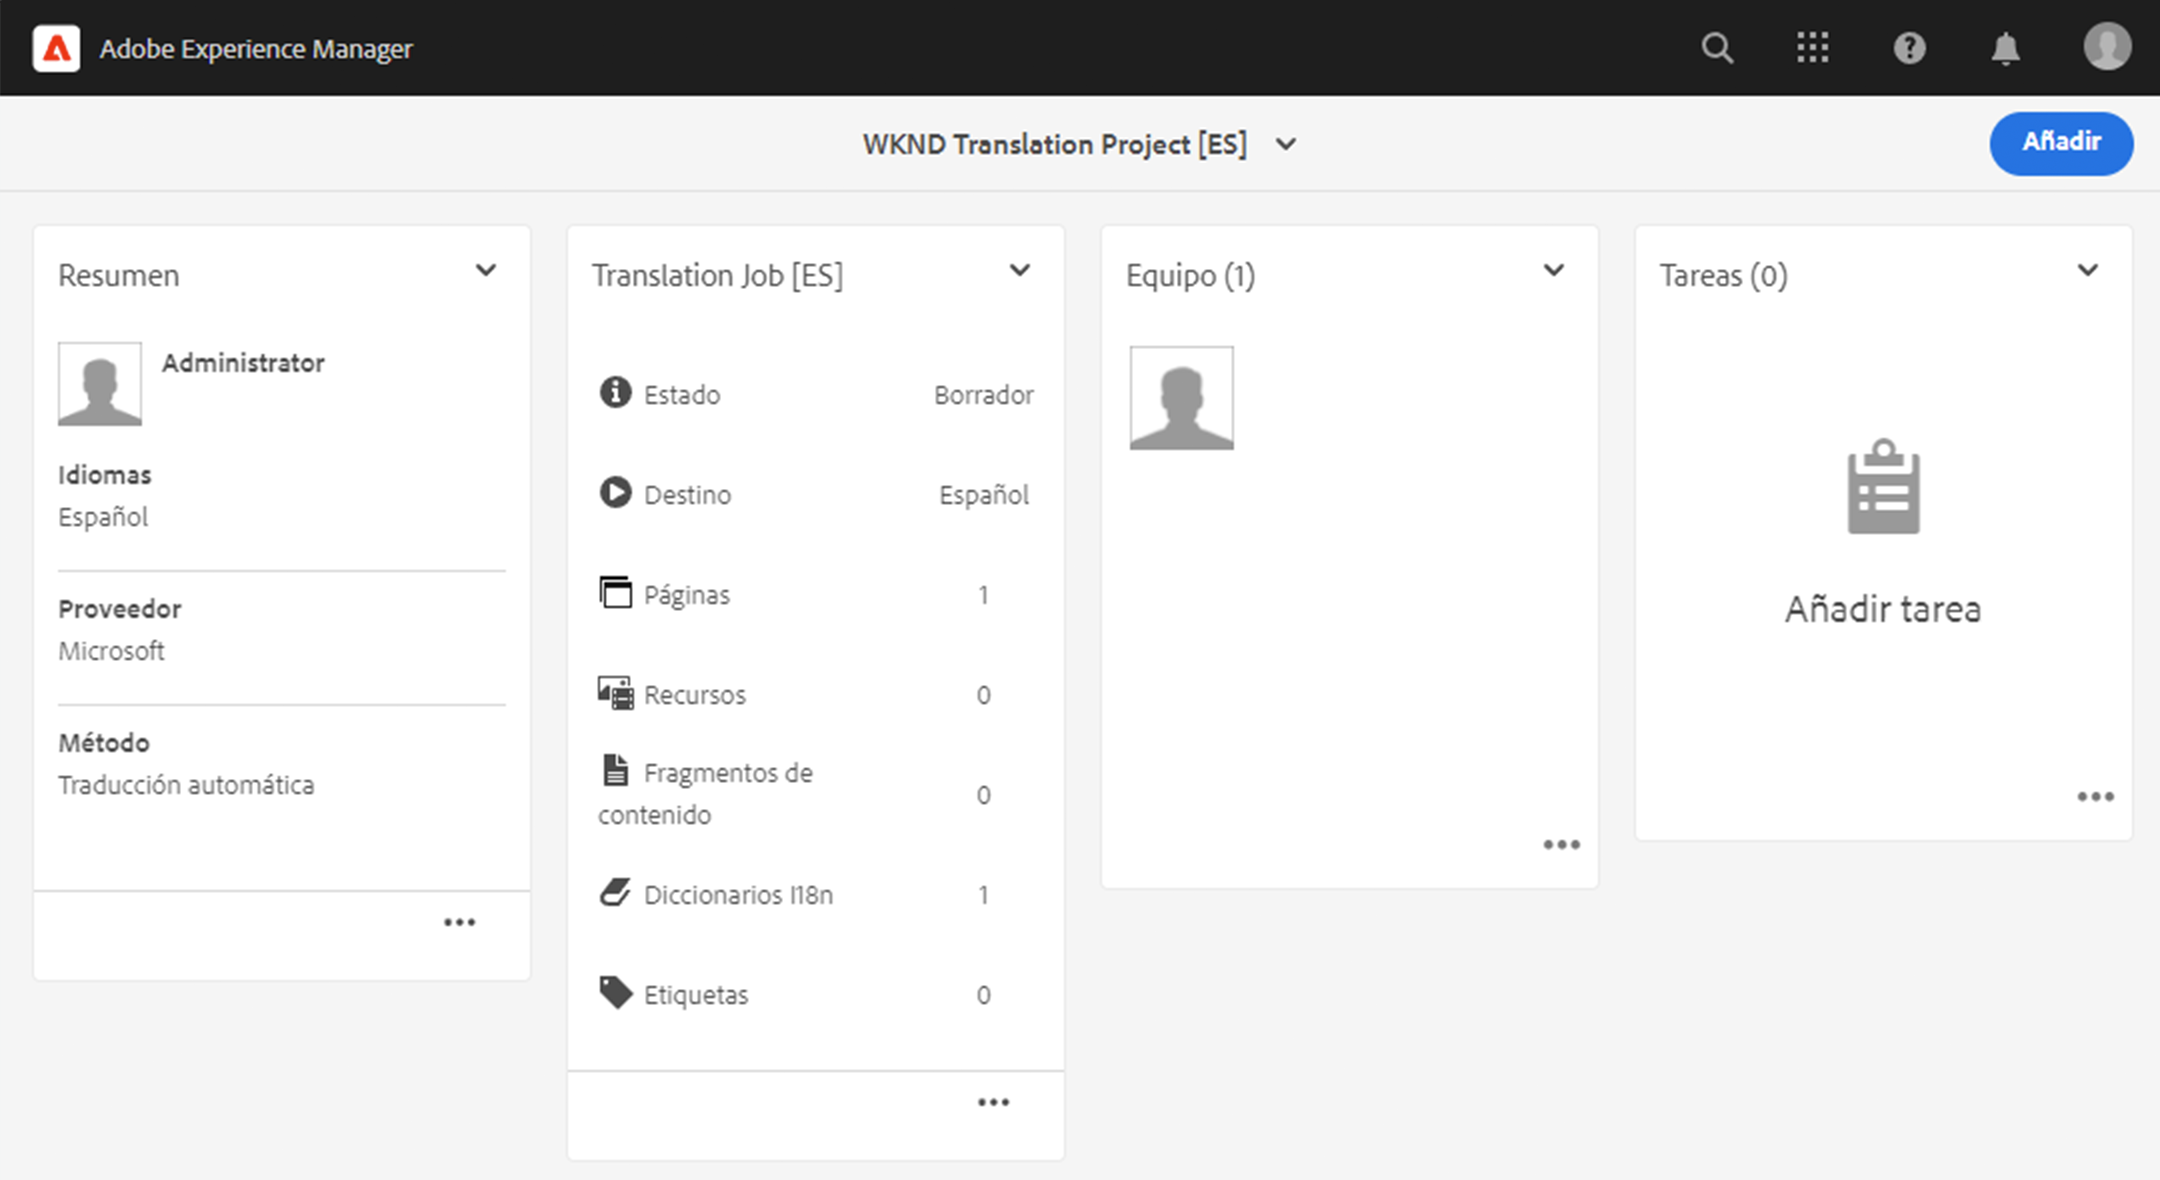 Adobe Experience Manager
WKND Translation Project [ES]
Añadir
Resumen
Administrator
Idiomas
Español
Proveedor
Microsoft
Método
Traducción automática
Translation Job [ES]
Estado Borrador
Destino Español
Páginas 1
Recursos 0
Fragmentos de
contenido 0
Diccionarios I18n 1
Etiquetas 0
Equipo (1)
Tareas (0)
Añadir tarea